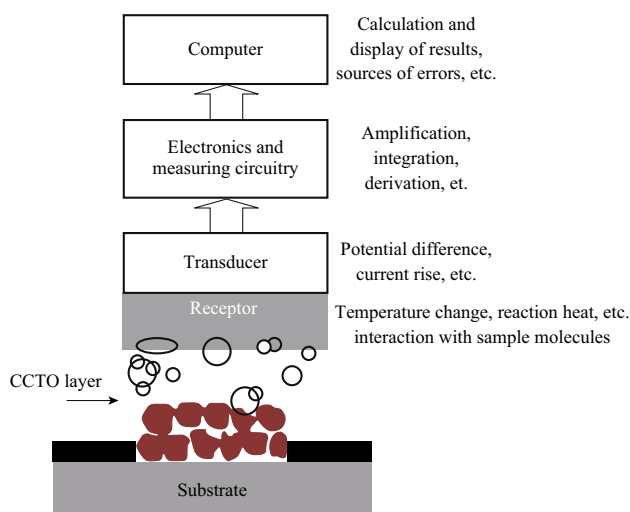 Computer
Calculation and
display of results,
sources of errors, etc.
Electronics and
measuring circuitry
Amplification,
integration,
derivation, et.
Transducer
Potential difference,
current rise, etc.
Receptor
Temperature change, reaction heat, etc.
interaction with sample molecules
CCTO layer
Substrate